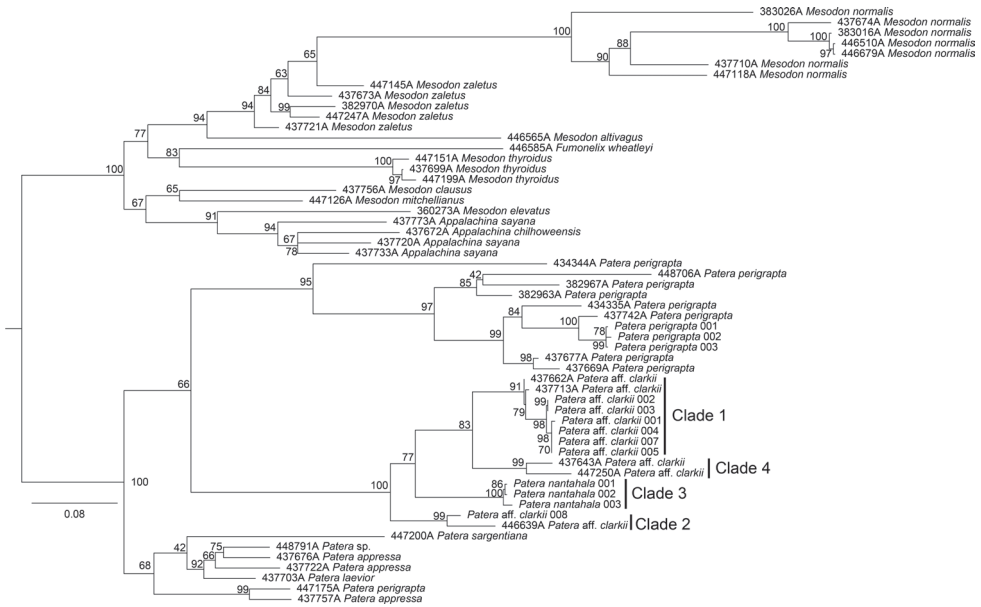 383026A Mesodon normalis
100
437674A Mesodon normalis
100
383016A Mesodon normalis
88
446510A Mesodon normalis
65
90
97
446679A Mesodon normalis
437710A Mesodon normalis
63
447118A Mesodon normalis
447145A Mesodon zaletus
84
437673A Mesodon zaletus
94
99
382970A Mesodon zaletus
447247A Mesodon zaletus
94
437721A Mesodon zaletus
77
446565A Mesodon altivagus
83
446585A Fumonelix wheatleyi
100
447151A Mesodon thyroidus
100
437699A Mesodon thyroidus
97
447199A Mesodon thyroidus
65
437756A Mesodon clausus
67
447126A Mesodon mitchellianus
91
360273A Mesodon elevatus
94
437773A Appalachina sayana
437672A Appalachina chilhoweensis
67
437720A Appalachina sayana
78
437733A Appalachina sayana
434344A Patera perigrapta
95
42
448706A Patera perigrapta
85
382967A Patera perigrapta
382963A Patera perigrapta
97
434335A Patera perigrapta
84
437742A Patera perigrapta
100
Patera perigrapta 001
99
78
Patera perigrapta 002
99
Patera perigrapta 003
98
437677A Patera perigrapta
437669A Patera perigrapta
66
91
437662A Patera aff. clarkii
437713A Patera aff. clarkii
99
Patera aff. clarkii 002
79
Patera aff. clarkii 003
98
Patera aff. clarkii 001
Clade 1
83
Patera aff. clarkii 004
98
Patera aff. clarkii 007
70
Patera aff. clarkii 005
77
99
437643A Patera aff. clarkii
Clade 4
447250A Patera aff. clarkii
100
86
Patera nantahala 001
100
Patera nantahala 002
Clade 3
100
Patera nantahala 003
0.08
99
Patera aff. clarkii 008
Clade 2
446639A Patera aff. clarkii
447200A Patera sargentiana
42
75
448791A Patera sp.
66
437676A Patera appressa
68
92
437722A Patera appressa
437703A Patera laevior
99
447175A Patera perigrapta
437757A Patera appressa